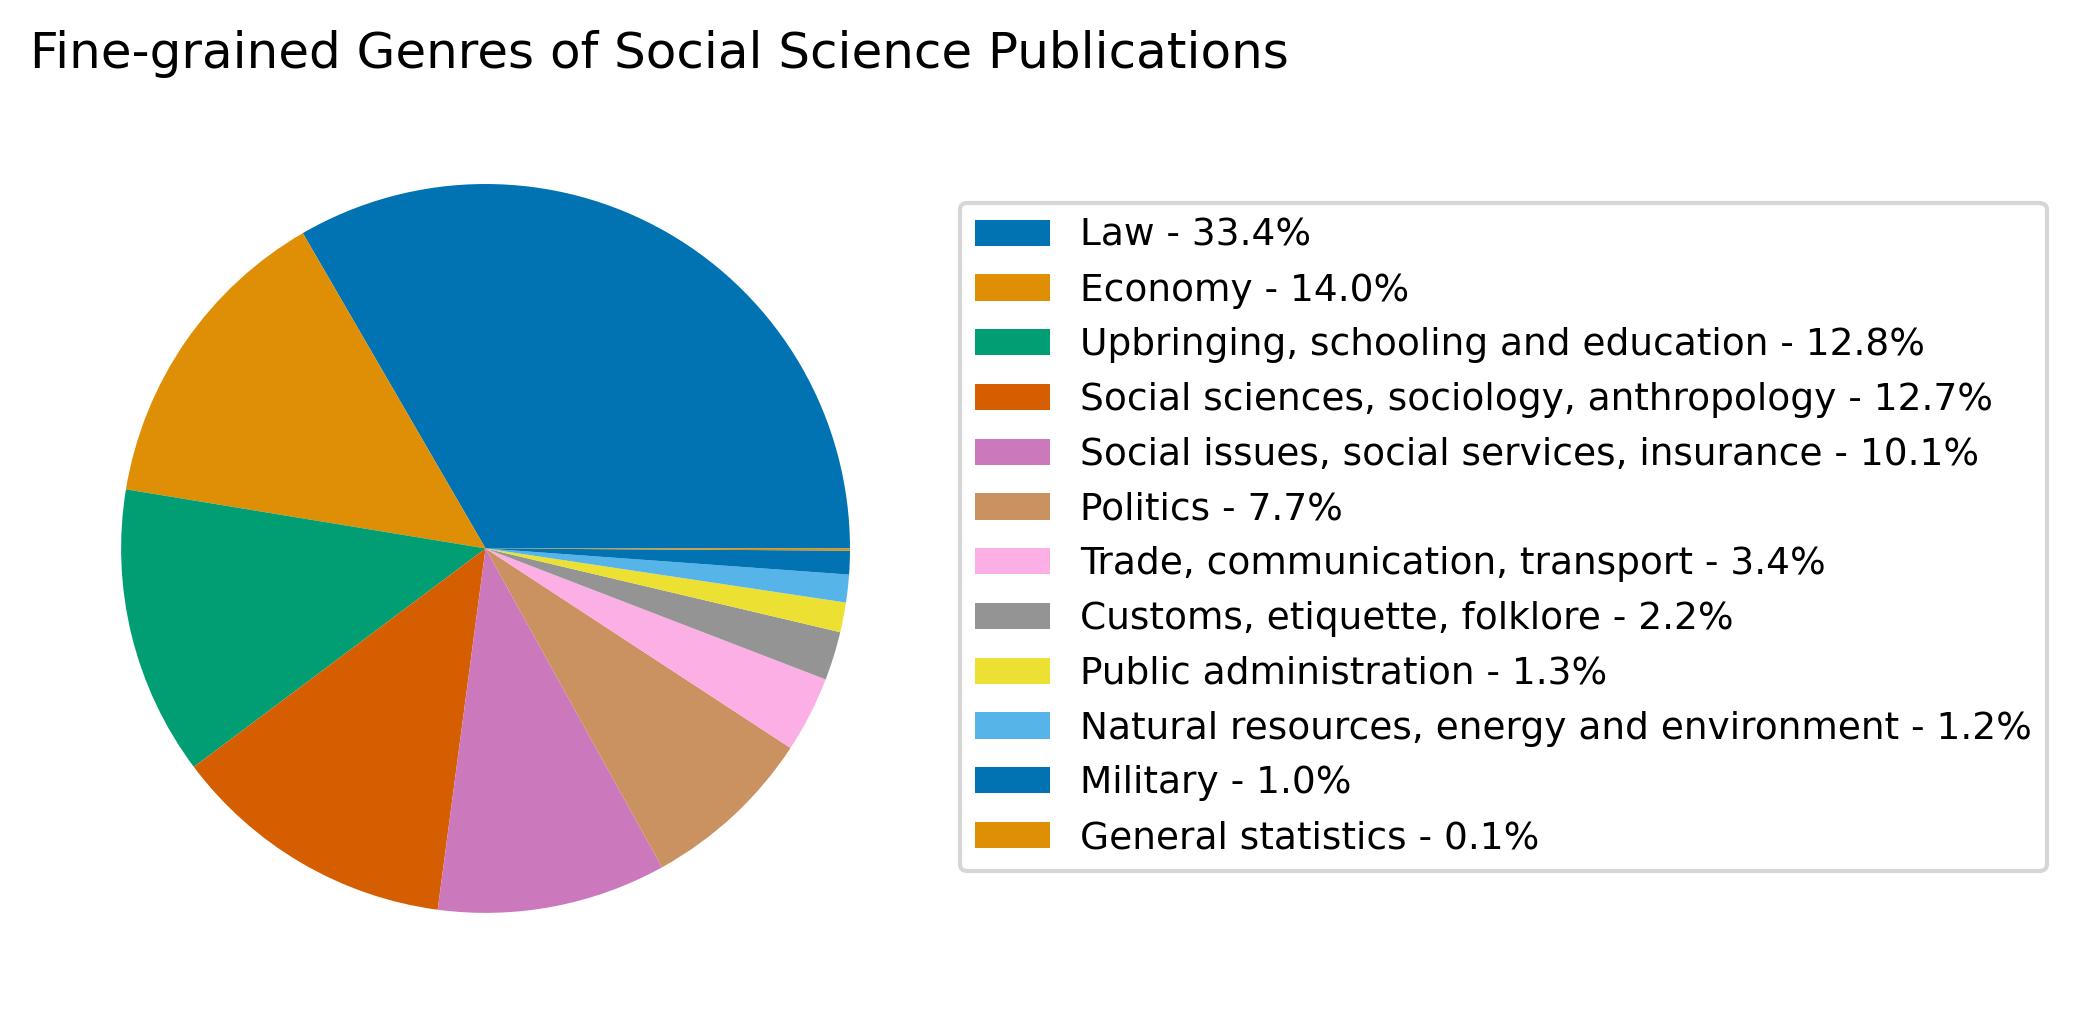 Fine-grained Genres of Social Science Publications
Law - 33.4%
Economy - 14.0%
Upbringing, schooling and education - 12.8%
Social sciences, sociology, anthropology - 12.7%
Social issues, social services, insurance - 10.1%
Politics - 7.7%
Trade, communication, transport - 3.4%
Customs, etiquette, folklore - 2.2%
Public administration - 1.3%
Natural resources, energy and environment - 1.2%
Military - 1.0%
General statistics - 0.1%